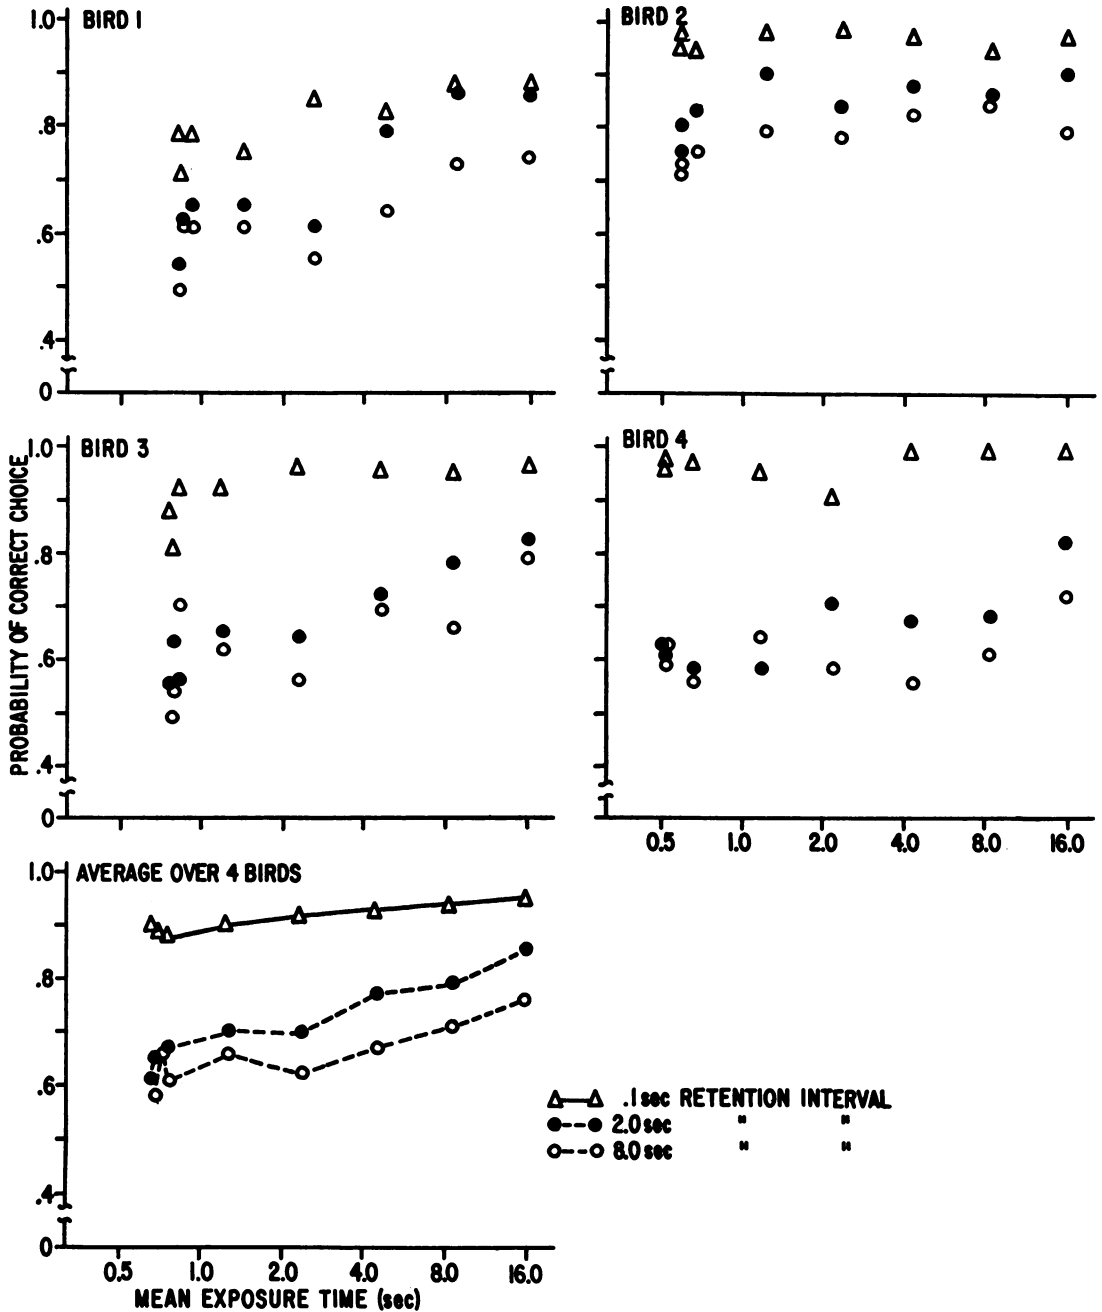 BIRD 1
1.0
.8
.6
.4
0
BIRD 2
BIRD 3
1.0
.8
.6
.4
0
PROBABILITY OF CORRECT CHOICE
BIRD 4
0.5 1.0 2.0 4.0 8.0 16.0
AVERAGE OVER 4 BIRDS
1.0
.8
.6
.4
0
0.5 1.0 2.0 4.0 8.0 16.0
MEAN EXPOSURE TIME (sec)
.1 sec RETENTION INTERVAL
2.0 sec " "
8.0 sec " "